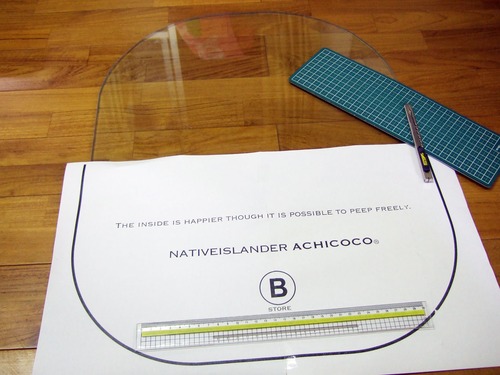 THE INSIDE IS HAPPIER THOUGH IT IS POSSIBLE TO PEEP FREELY.
NATIVEISLANDER ACHICOCO®
B
STORE